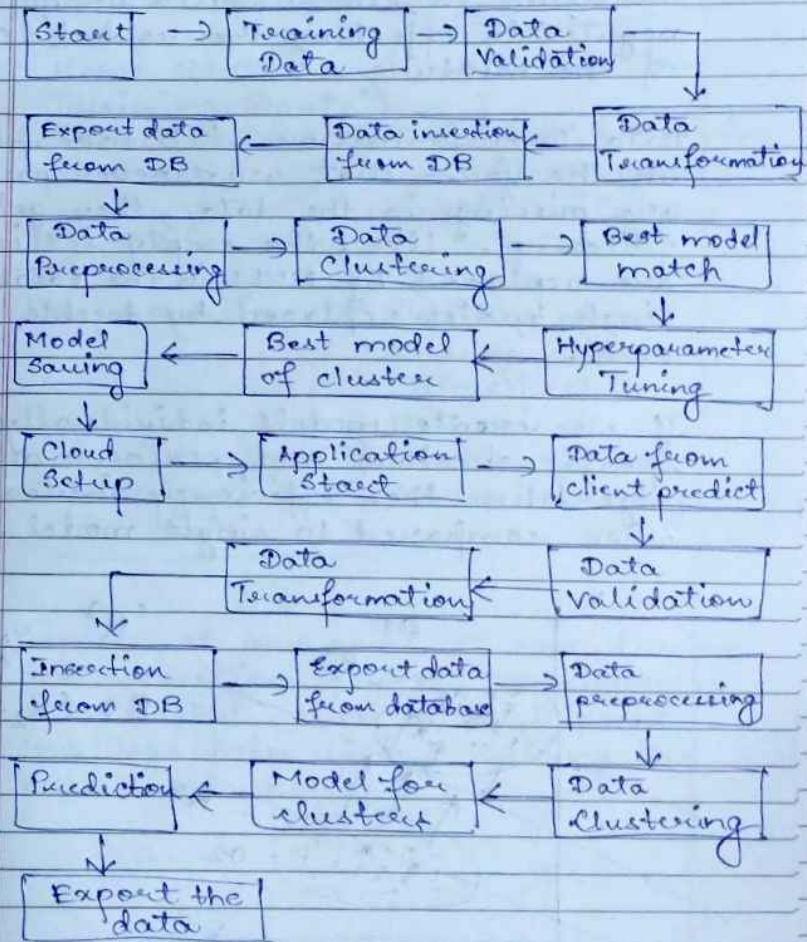 Start
Training
Data
Data
Validation
Data
Transformation
Data insertion
from DB
Export data
from DB
Data
Preprocessing
Data
Clustering
Best model
match
Hyperparameter
Tuning
Best model
of cluster
Model
Saving
Cloud
Setup
Application
Start
Data from
client predict
Data
Validation
Data
Transformation
Insertion
from DB
Export data
from database
Data
preprocessing
Data
Clustering
Model for
clusters
Prediction
Export the
data